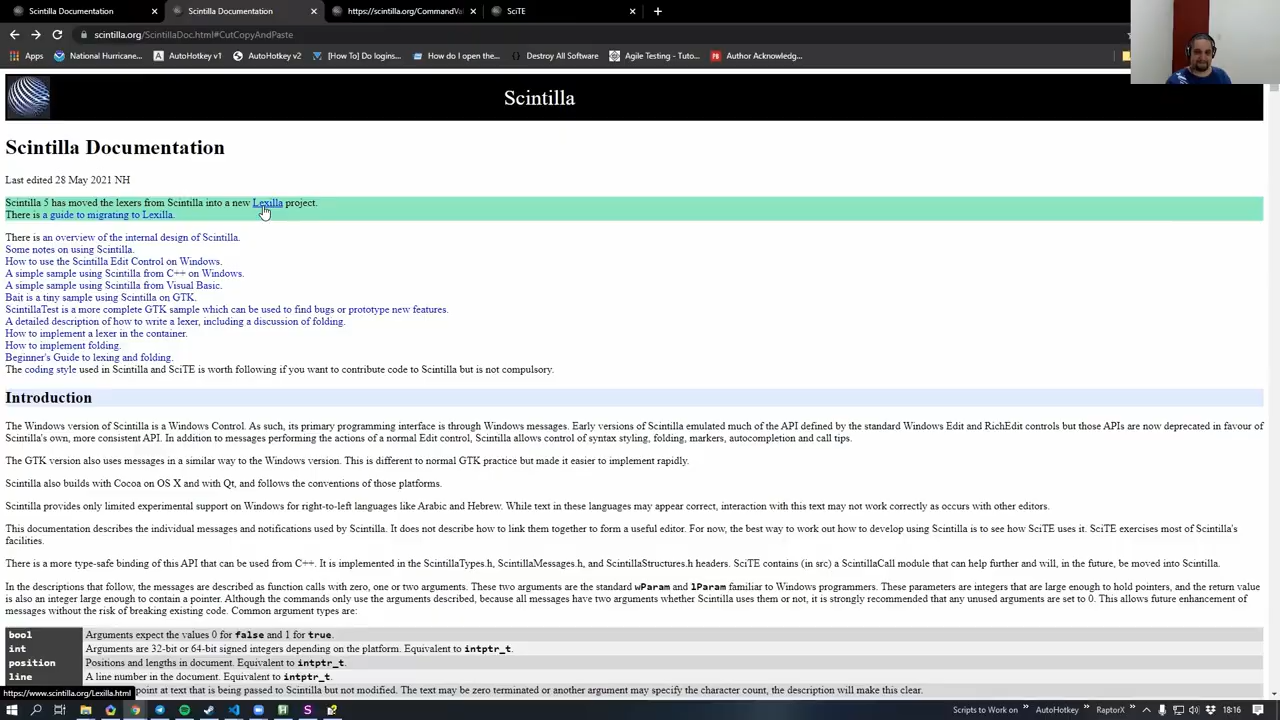 Scintilla Documentation
Scintilla Documentation
https://scintilla.org/CommandVal
SciTE
scintilla.org/ScintillaDoc.html#CutCopyAndPaste
Apps
National Hurricane...
AutoHotkey v1
AutoHotkey v2
[How To] Do logins...
How do I open the...
Destroy All Software
Agile Testing - Tuto...
Author Acknowledg...
Scintilla
Scintilla Documentation
Last edited 28 May 2021 NH
Scintilla 5 has moved the lexers from Scintilla into a new Lexilla project.
There is a guide to migrating to Lexilla.
There is an overview of the internal design of Scintilla.
Some notes on using Scintilla.
How to use the Scintilla Edit Control on Windows.
A simple sample using Scintilla from C++ on Windows.
A simple sample using Scintilla from Visual Basic.
Bait is a tiny sample using Scintilla on GTK.
ScintillaTest is a more complete GTK sample which can be used to find bugs or prototype new features.
A detailed description of how to write a lexer, including a discussion of folding.
How to implement a lexer in the container.
How to implement folding.
Beginner's Guide to lexing and folding.
The coding style used in Scintilla and SciTE is worth following if you want to contribute code to Scintilla but is not compulsory.
Introduction
The Windows version of Scintilla is a Windows Control. As such, its primary programming interface is through Windows messages. Early versions of Scintilla emulated much of the API defined by the standard Windows Edit and RichEdit controls but those APIs are now deprecated in favour of
Scintilla's own, more consistent API. In addition to messages performing the actions of a normal Edit control, Scintilla allows control of syntax styling, folding, markers, autocompletion and call tips.
The GTK version also uses messages in a similar way to the Windows version. This is different to normal GTK practice but made it easier to implement rapidly.
Scintilla also builds with Cocoa on OS X and with Qt, and follows the conventions of those platforms.
Scintilla provides only limited experimental support on Windows for right-to-left languages like Arabic and Hebrew. While text in these languages may appear correct, interaction with this text may not work correctly as occurs with other editors.
This documentation describes the individual messages and notifications used by Scintilla. It does not describe how to link them together to form a useful editor. For now, the best way to work out how to develop using Scintilla is to see how SciTE uses it. SciTE exercises most of Scintilla's
facilities.
There is a more type-safe binding of this API that can be used from C++. It is implemented in the ScintillaTypes.h, ScintillaMessages.h, and ScintillaStructures.h headers. SciTE contains (in src) a ScintillaCall module that can help further and will, in the future, be moved into Scintilla.
In the descriptions that follow, the messages are described as function calls with zero, one or two arguments. These two arguments are the standard wParam and lParam familiar to Windows programmers. These parameters are integers that are large enough to hold pointers, and the return value
is also an integer large enough to contain a pointer. Although the commands only use the arguments described, because all messages have two arguments whether Scintilla uses them or not, it is strongly recommended that any unused arguments are set to 0. This allows future enhancement of
messages without the risk of breaking existing code. Common argument types are:
bool Arguments expect the values 0 for false and 1 for true.
int Arguments are 32-bit or 64-bit signed integers depending on the platform. Equivalent to intptr_t.
position Positions and lengths in document. Equivalent to intptr_t.
line A line number in the document. Equivalent to intptr_t.
https://www.scintilla.org/Lexilla.html point at text that is being passed to Scintilla but not modified. The text may be zero terminated or another argument may specify the character count, the description will make this clear.
Scripts to Work on
AutoHotkey
RaptorX
18:16